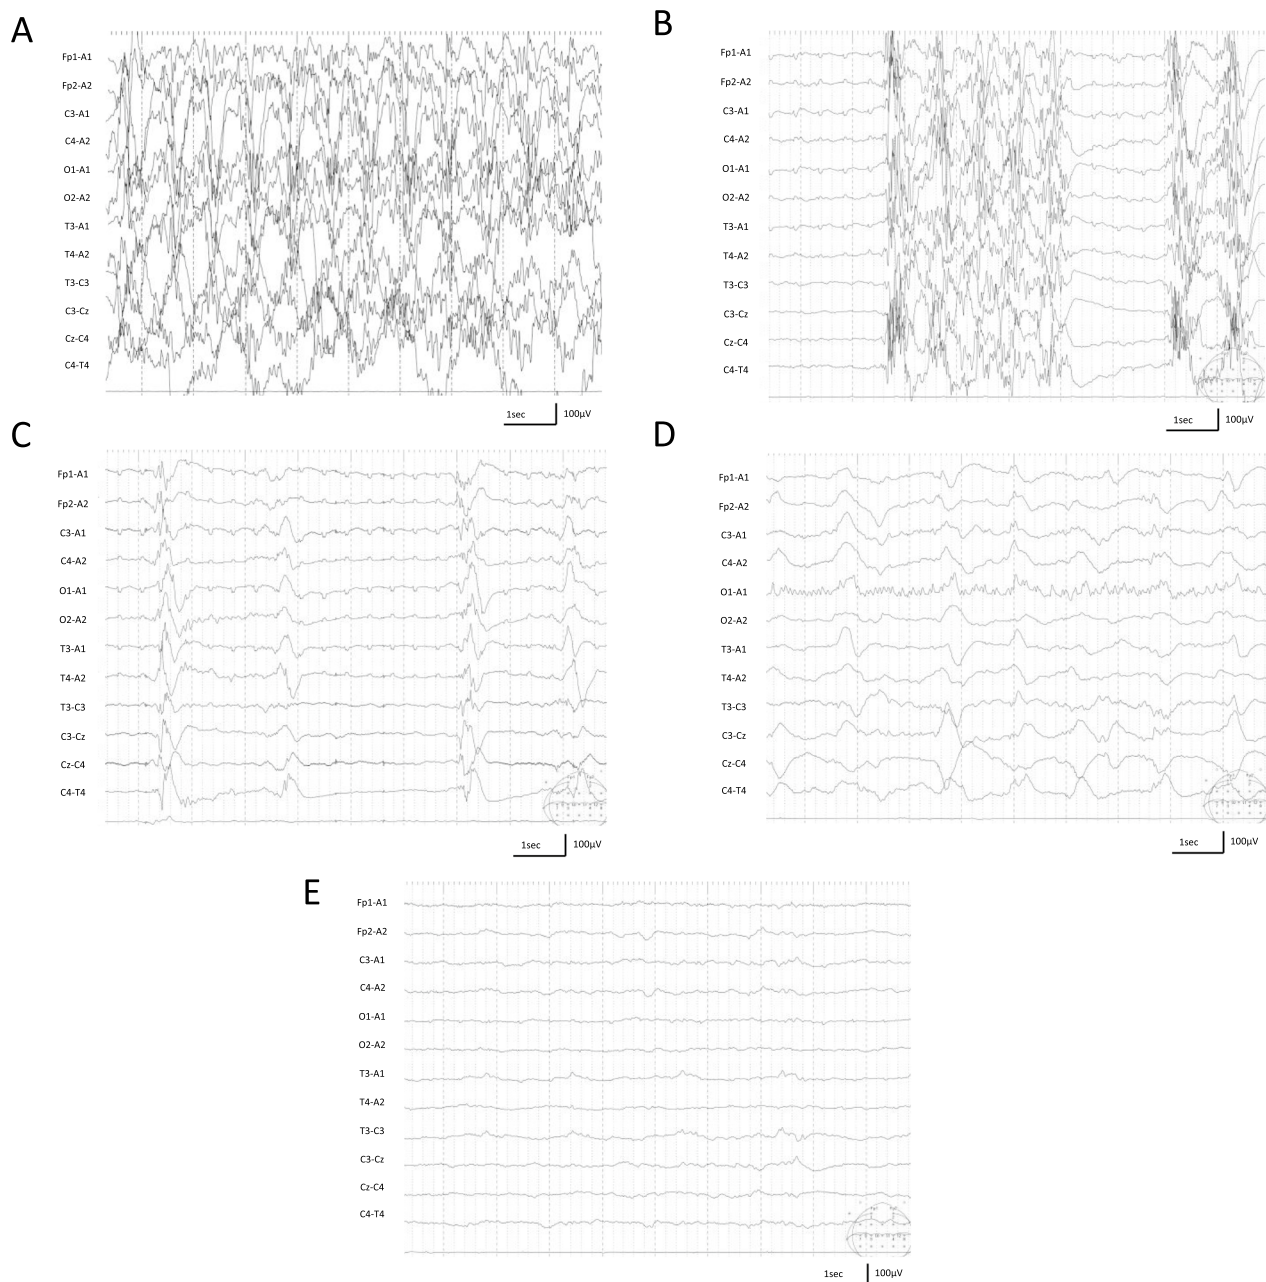 A
Fp1-A1
Fp2-A2
C3-A1
C4-A2
O1-A1
O2-A2
T3-A1
T4-A2
T3-C3
C3-Cz
Cz-C4
C4-T4
1sec 100μV
B
Fp1-A1
Fp2-A2
C3-A1
C4-A2
O1-A1
O2-A2
T3-A1
T4-A2
T3-C3
C3-Cz
Cz-C4
C4-T4
1sec 100μV
C
Fp1-A1
Fp2-A2
C3-A1
C4-A2
O1-A1
O2-A2
T3-A1
T4-A2
T3-C3
C3-Cz
Cz-C4
C4-T4
1sec 100μV
D
Fp1-A1
Fp2-A2
C3-A1
C4-A2
O1-A1
O2-A2
T3-A1
T4-A2
T3-C3
C3-Cz
Cz-C4
C4-T4
1sec 100μV
E
Fp1-A1
Fp2-A2
C3-A1
C4-A2
O1-A1
O2-A2
T3-A1
T4-A2
T3-C3
C3-Cz
Cz-C4
C4-T4
1sec 100μV